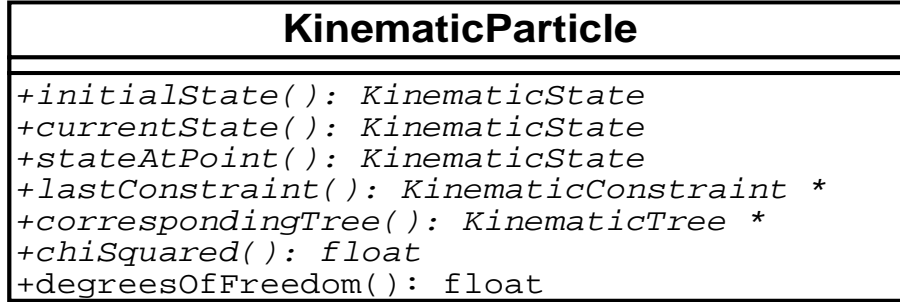 KinematicParticle
+initialState(): KinematicState
+currentState(): KinematicState
+stateAtPoint(): KinematicState
+lastConstraint(): KinematicConstraint *
+correspondingTree(): KinematicTree *
+chiSquared(): float
+degreesOfFreedom(): float